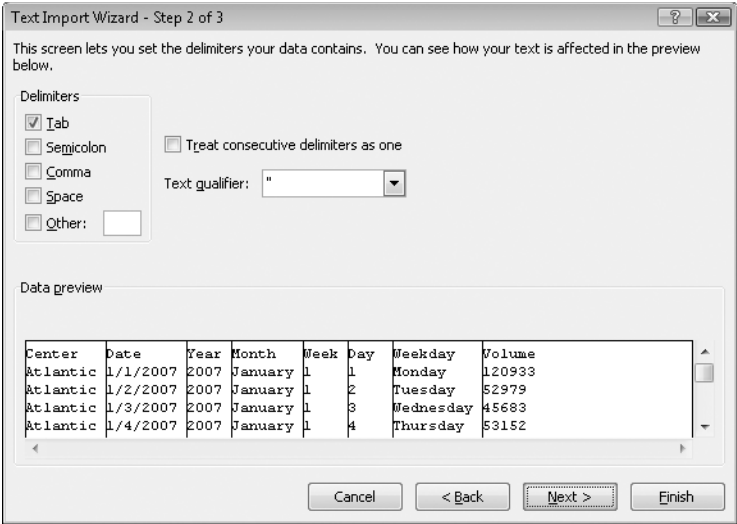 Text Import Wizard - Step 2 of 3
This screen lets you set the delimiters your data contains. You can see how your text is affected in the preview
below.
Delimiters
Tab
Semicolon
Comma
Space
Other:
Treat consecutive delimiters as one
Text qualifier: "
Data preview
Center Date Year Month Week Day Weekday Volume
Atlantic 1/1/2007 2007 January 1 1 Monday 120933
Atlantic 1/2/2007 2007 January 1 2 Tuesday 52979
Atlantic 1/3/2007 2007 January 1 3 Wednesday 45683
Atlantic 1/4/2007 2007 January 1 4 Thursday 53152
Cancel < Back Next > Finish